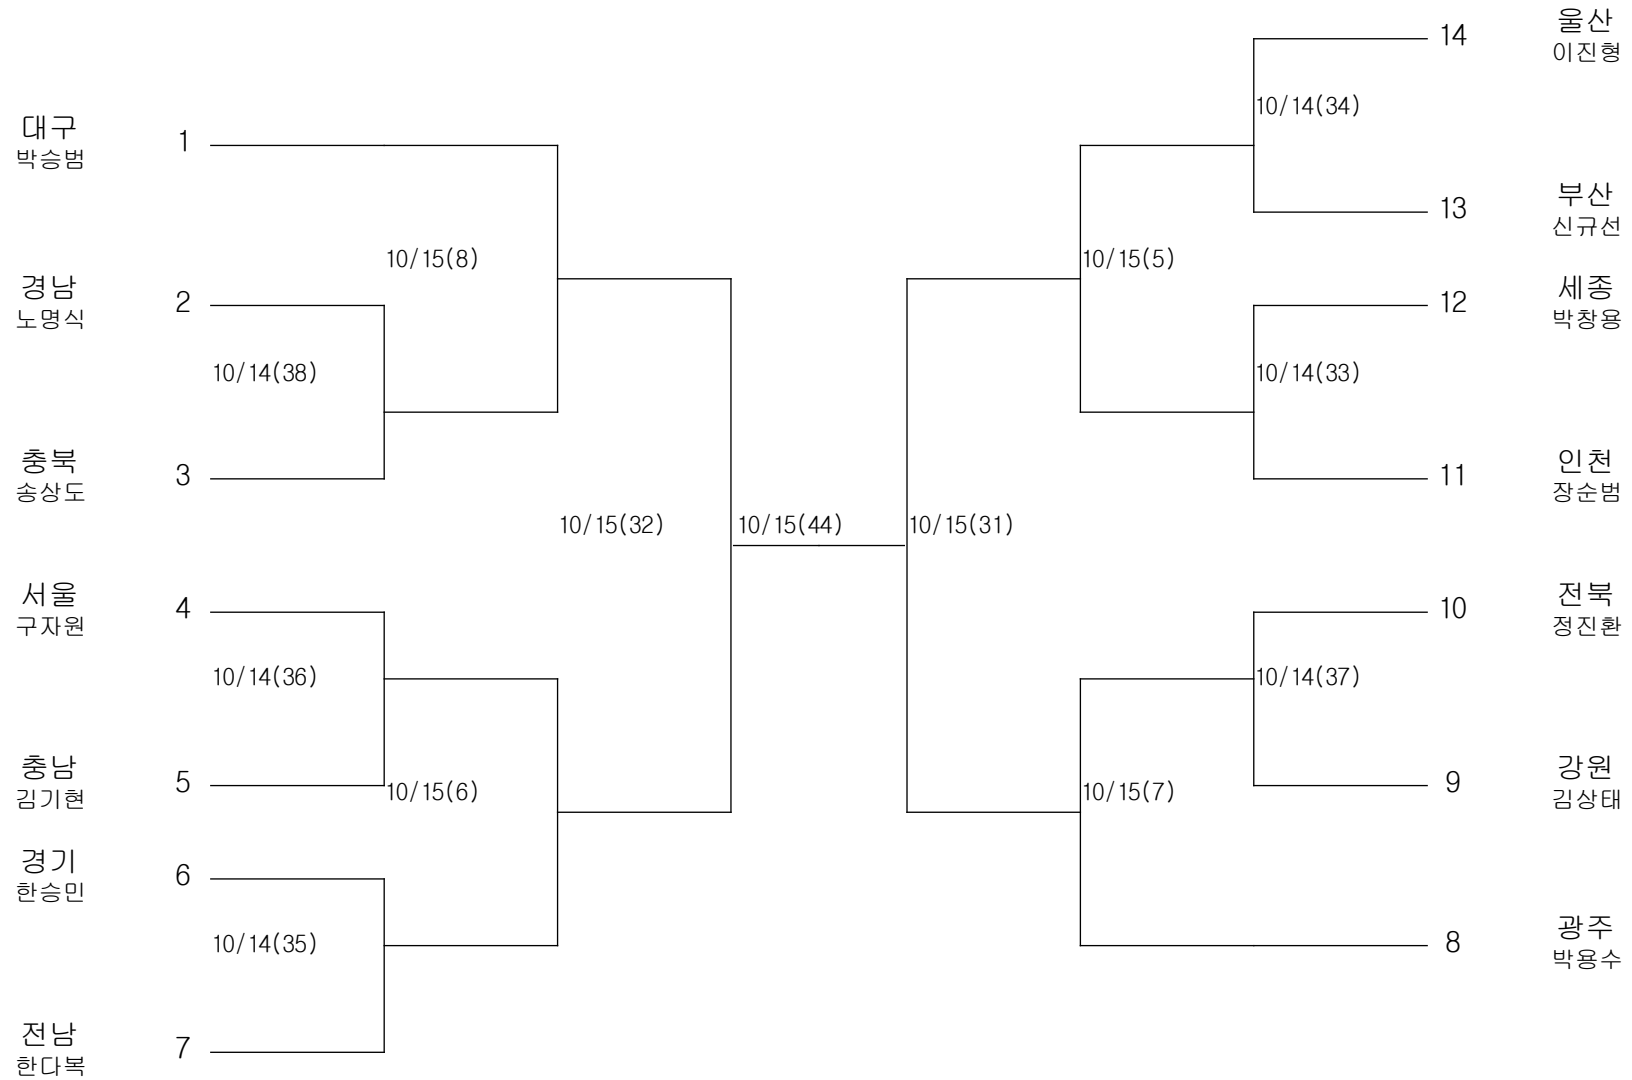 대구
박승범
1
10/15(8)
경남
노명식
2
10/14(38)
충북
송상도
3
10/15(32)
서울
구자원
4
10/14(36)
충남
김기현
5
10/15(6)
경기
한승민
6
10/14(35)
전남
한다복
7
10/15(44)
14
울산
이진형
10/14(34)
13
부산
신규선
10/15(5)
12
세종
박창용
10/14(33)
11
인천
장순범
10/15(31)
10
전북
정진환
10/14(37)
9
강원
김상태
10/15(7)
8
광주
박용수